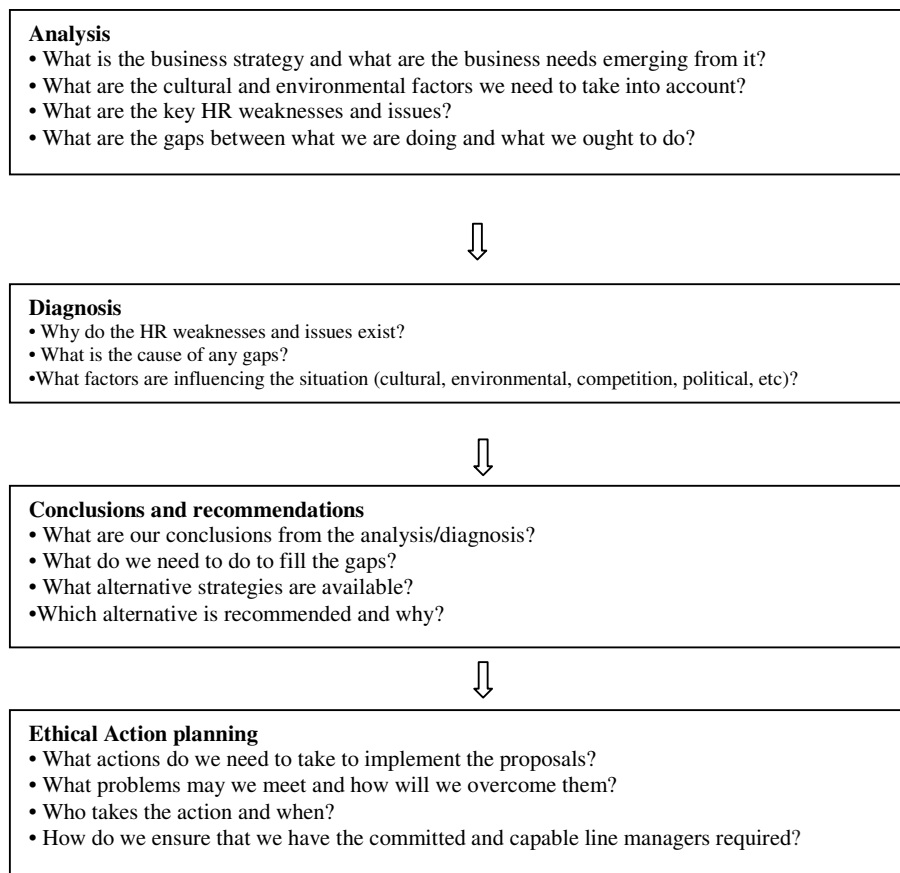 Analysis
• What is the business strategy and what are the business needs emerging from it?
• What are the cultural and environmental factors we need to take into account?
• What are the key HR weaknesses and issues?
• What are the gaps between what we are doing and what we ought to do?
Diagnosis
• Why do the HR weaknesses and issues exist?
• What is the cause of any gaps?
•What factors are influencing the situation (cultural, environmental, competition, political, etc)?
Conclusions and recommendations
• What are our conclusions from the analysis/diagnosis?
• What do we need to do to fill the gaps?
• What alternative strategies are available?
•Which alternative is recommended and why?
Ethical Action planning
• What actions do we need to take to implement the proposals?
• What problems may we meet and how will we overcome them?
• Who takes the action and when?
• How do we ensure that we have the committed and capable line managers required?